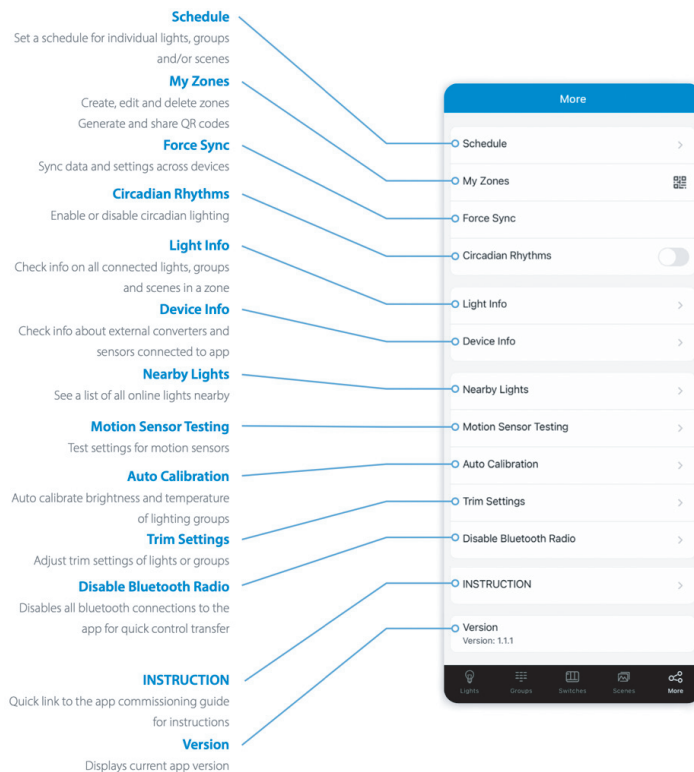 Schedule
Set a schedule for individual lights, groups
and/or scenes
My Zones
Create, edit and delete zones
Generate and share QR codes
Force Sync
Sync data and settings across devices
Circadian Rhythms
Enable or disable circadian lighting
Light Info
Check info on all connected lights, groups
and scenes in a zone
Device Info
Check info about external converters and
sensors connected to app
Nearby Lights
See a list of all online lights nearby
Motion Sensor Testing
Test settings for motion sensors
Auto Calibration
Auto calibrate brightness and temperature
of lighting groups
Trim Settings
Adjust trim settings of lights or groups
Disable Bluetooth Radio
Disables all bluetooth connections to the
app for quick control transfer
INSTRUCTION
Quick link to the app commissioning guide
for instructions
Version
Displays current app version
More
Schedule
My Zones
Force Sync
Circadian Rhythms
Light Info
Device Info
Nearby Lights
Motion Sensor Testing
Auto Calibration
Trim Settings
Disable Bluetooth Radio
INSTRUCTION
Version
Version: 1.1.1
Lights Groups Switches Scenes More